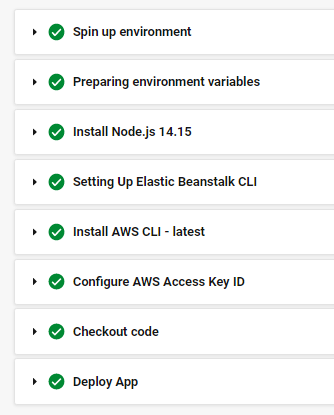 Spin up environment
Preparing environment variables
Install Node.js 14.15
Setting Up Elastic Beanstalk CLI
Install AWS CLI - latest
Configure AWS Access Key ID
Checkout code
Deploy App